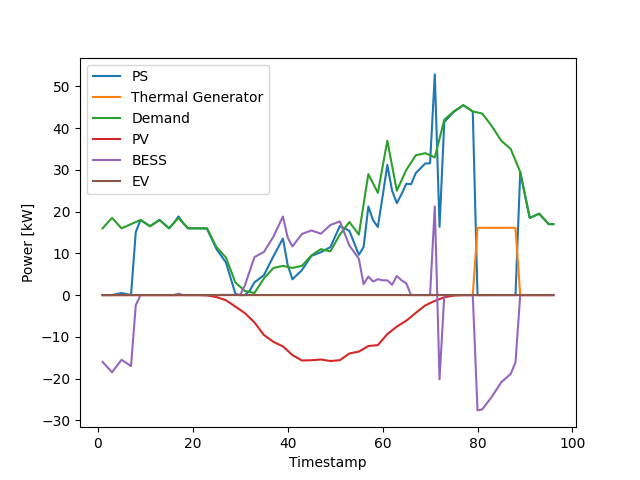 PS
Thermal Generator
Demand
PV
BESS
EV
Power [kW]
50
40
30
20
10
0
−10
−20
−30
0 20 40 60 80 100
Timestamp